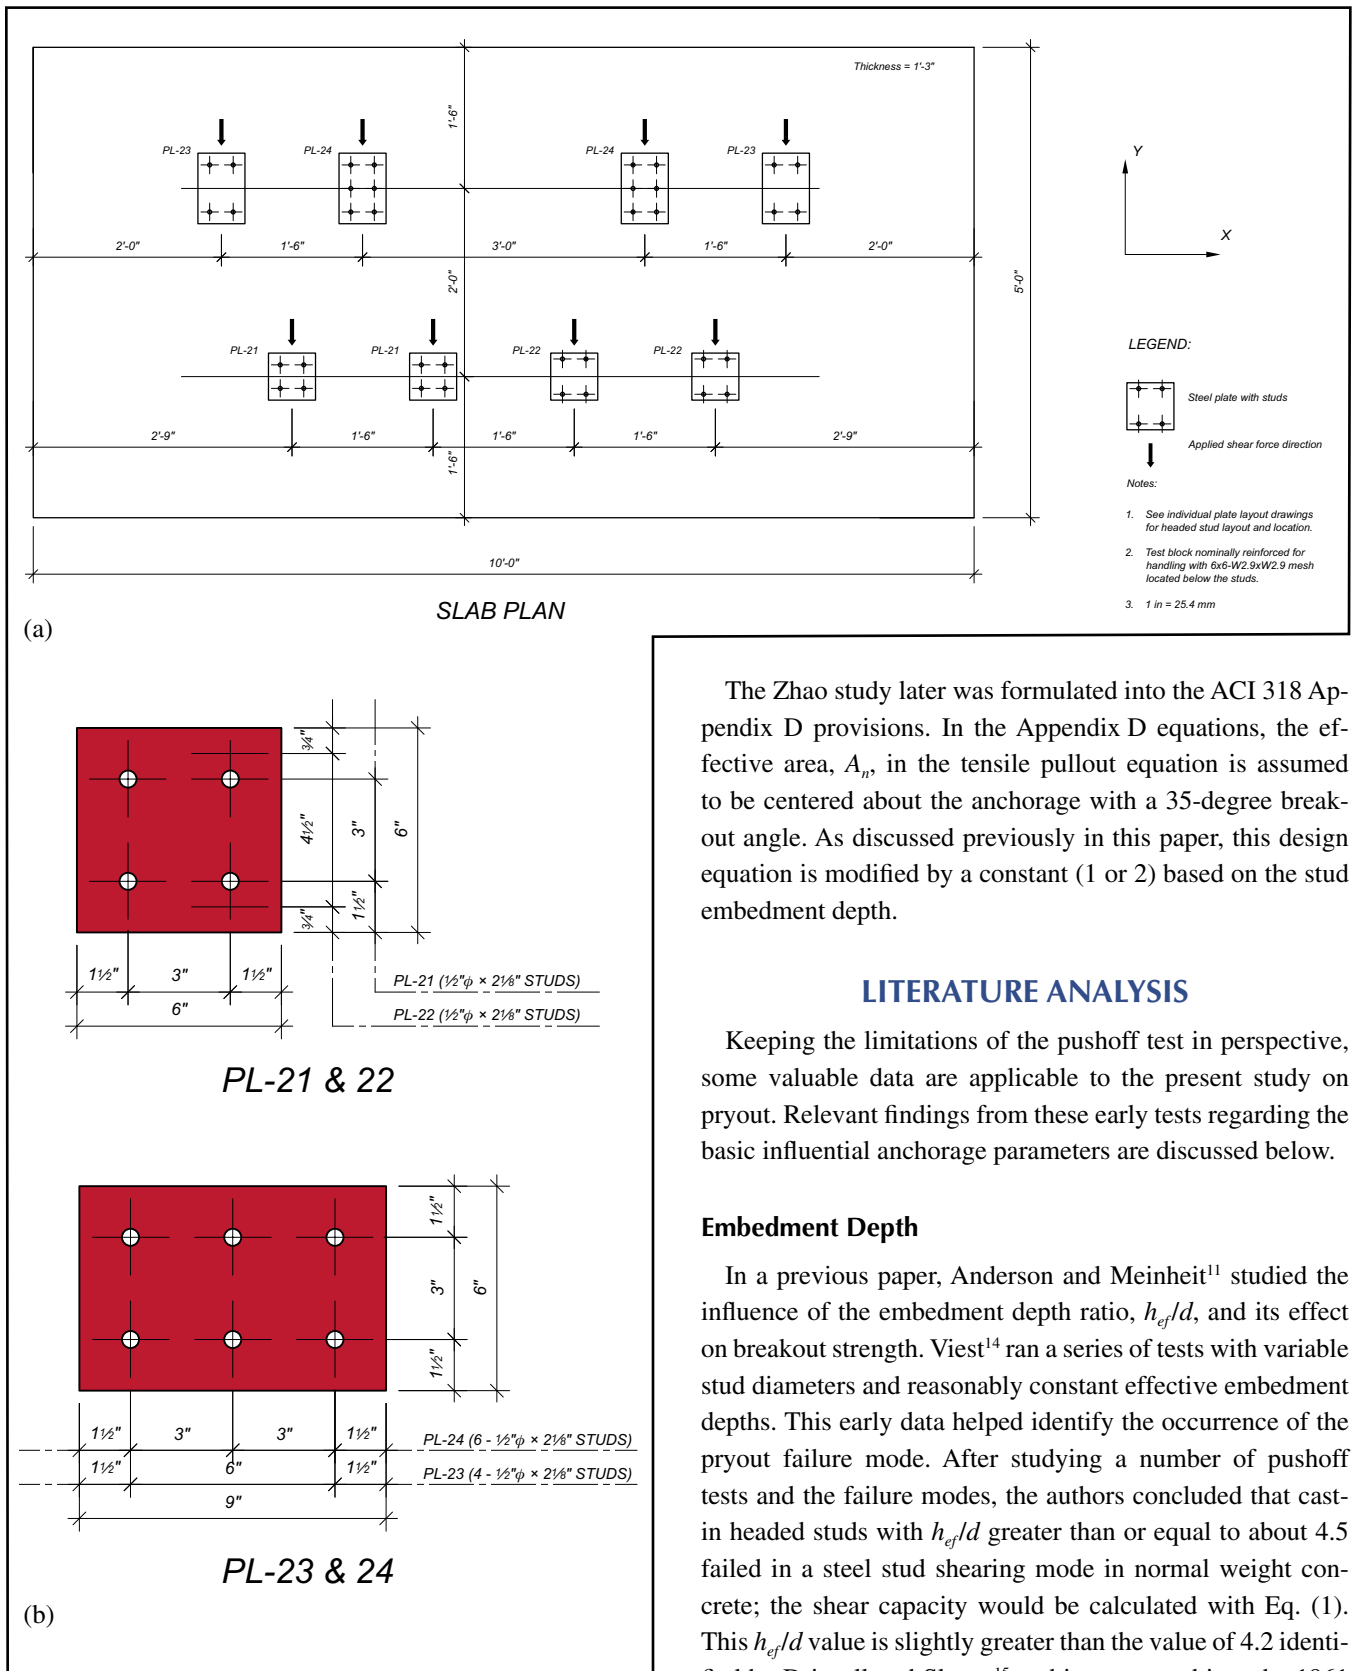 Thickness = 1'-3"
1'-6"
PL-23
PL-24
PL-24
PL-23
Y
X
2'-0"
1'-6"
3'-0"
1'-6"
2'-0"
2'-0"
5'-0"
PL-21
PL-21
PL-22
PL-22
LEGEND:
Steel plate with studs
Applied shear force direction
2'-9"
1'-6"
1'-6"
1'-6"
2'-9"
1'-6"
Notes:
1. See individual plate layout drawings
for headed stud layout and location.
2. Test block nominally reinforced for
handling with 6x6-W2.9xW2.9 mesh
located below the studs.
3. 1 in = 25.4 mm
10'-0"
SLAB PLAN
(a)
¾"
4½"
3"
6"
1½"
¾"
1½"
3"
1½"
6"
PL-21 (½"ϕ × 2⅛" STUDS)
PL-22 (½"ϕ × 2⅛" STUDS)
PL-21 & 22
1½"
3"
6"
1½"
1½"
3"
3"
1½"
PL-24 (6 - ½"ϕ × 2⅛" STUDS)
1½"
6"
1½"
PL-23 (4 - ½"ϕ × 2⅛" STUDS)
9"
PL-23 & 24
(b)
The Zhao study later was formulated into the ACI 318 Ap-
pendix D provisions. In the Appendix D equations, the ef-
fective area, Aₙ, in the tensile pullout equation is assumed
to be centered about the anchorage with a 35-degree break-
out angle. As discussed previously in this paper, this design
equation is modified by a constant (1 or 2) based on the stud
embedment depth.
LITERATURE ANALYSIS
Keeping the limitations of the pushoff test in perspective,
some valuable data are applicable to the present study on
pryout. Relevant findings from these early tests regarding the
basic influential anchorage parameters are discussed below.
Embedment Depth
In a previous paper, Anderson and Meinheit¹¹ studied the
influence of the embedment depth ratio, h_ef/d, and its effect
on breakout strength. Viest¹⁴ ran a series of tests with variable
stud diameters and reasonably constant effective embedment
depths. This early data helped identify the occurrence of the
pryout failure mode. After studying a number of pushoff
tests and the failure modes, the authors concluded that cast-
in headed studs with h_ef/d greater than or equal to about 4.5
failed in a steel stud shearing mode in normal weight con-
crete; the shear capacity would be calculated with Eq. (1).
This h_ef/d value is slightly greater than the value of 4.2 identi-